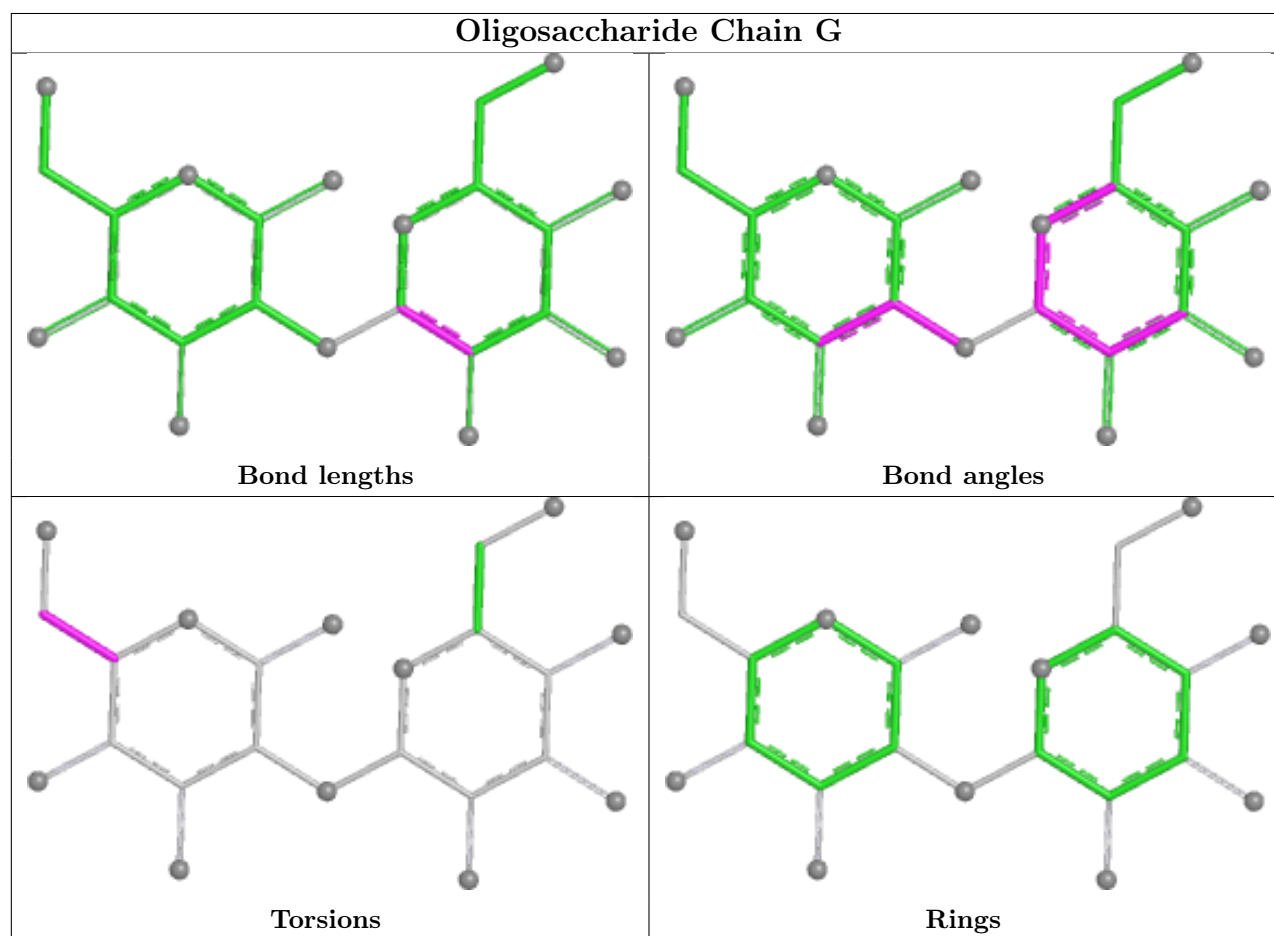 Oligosaccharide Chain G
Bond lengths
Bond angles
Torsions
Rings